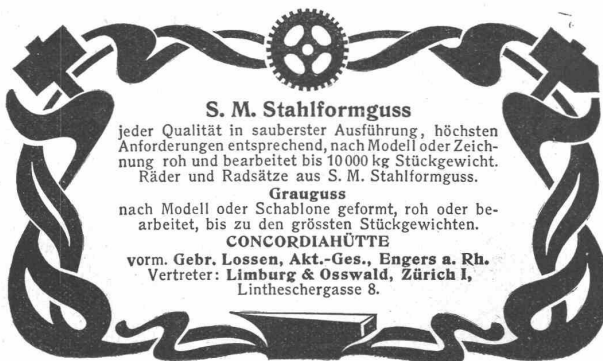 S. M. Stahlformguss
jeder Qualität in sauberster Ausführung, höchsten
Anforderungen entsprechend, nach Modell oder Zeich-
nung roh und bearbeitet bis 10000 kg Stückgewicht.
Räder und Radsätze aus S. M. Stahlformguss.
Grauguss
nach Modell oder Schablone geformt, roh oder be-
arbeitet, bis zu den grössten Stückgewichten.
CONCORDIAHÜTTE
vorm. Gebr. Lossen, Akt.-Ges., Engers a. Rh.
Vertreter: Limburg & Osswald, Zürich I,
Lintheschergasse 8.